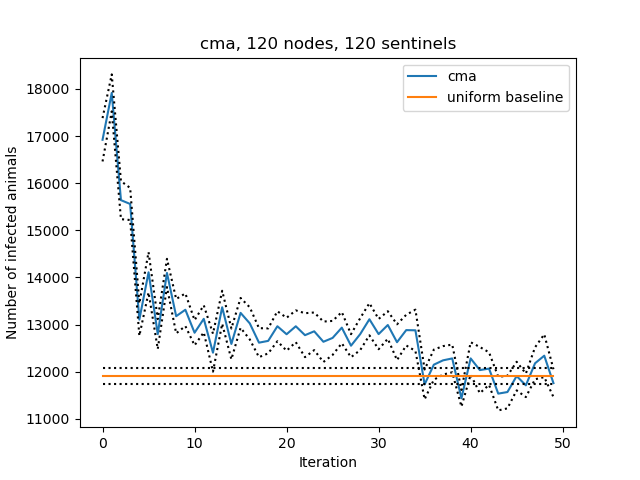 cma, 120 nodes, 120 sentinels
cma
uniform baseline
18000
17000
16000
15000
14000
13000
12000
11000
Number of infected animals
0 10 20 30 40 50
Iteration